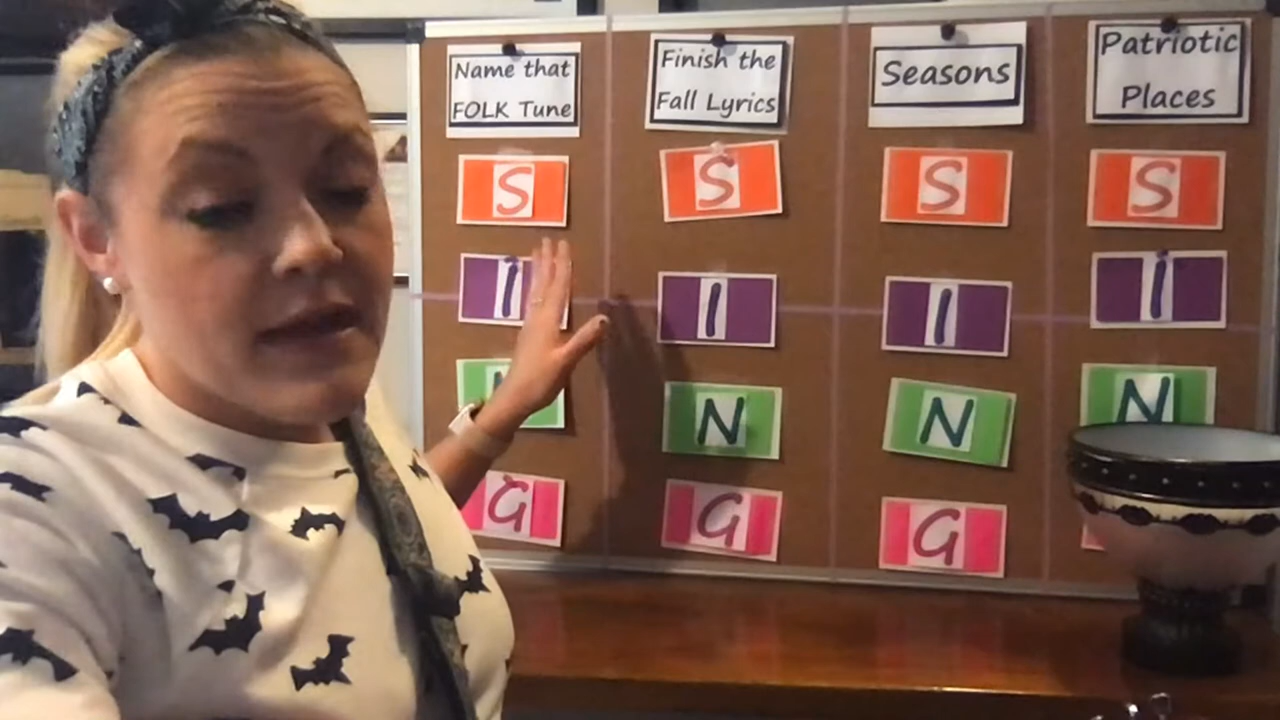 Name that
FOLK Tune
Finish the
Fall Lyrics
Seasons
Patriotic
Places
S
S
S
S
I
I
I
I
N
N
N
N
G
G
G